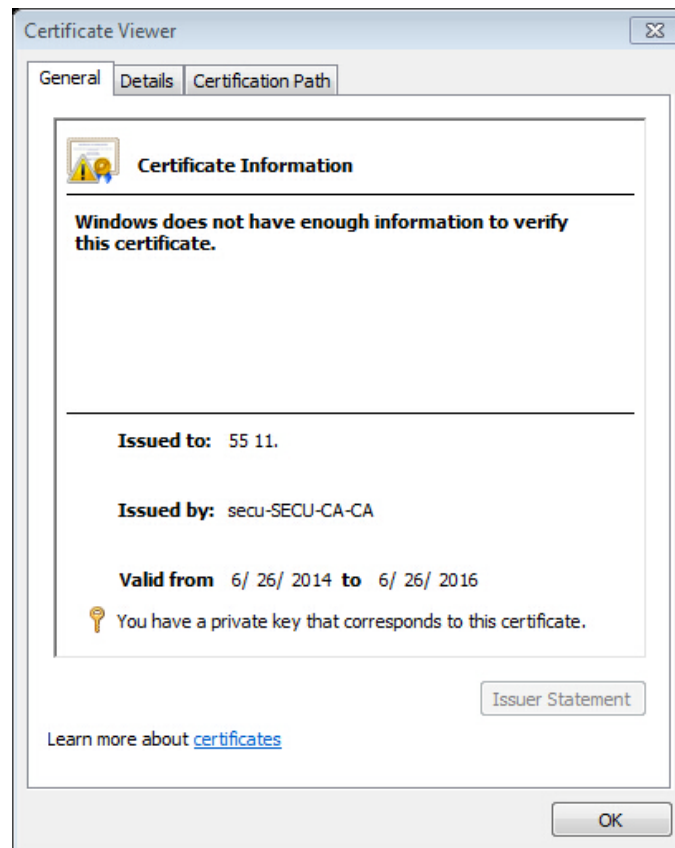 Certificate Viewer
General Details Certification Path
Certificate Information
Windows does not have enough information to verify
this certificate.
Issued to: 55 11.
Issued by: secu-SECU-CA-CA
Valid from 6/ 26/ 2014 to 6/ 26/ 2016
You have a private key that corresponds to this certificate.
Issuer Statement
Learn more about certificates
OK